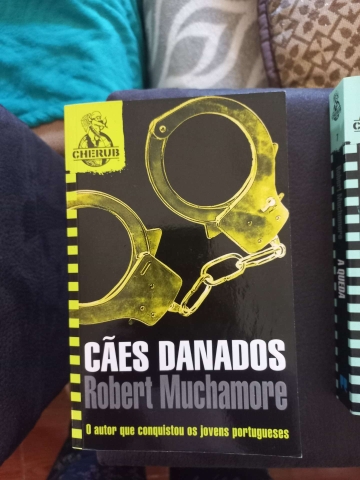 CHERUB
CÃES DANADOS
Robert Muchamore
O autor que conquistou os jovens portugueses
A QUEDA